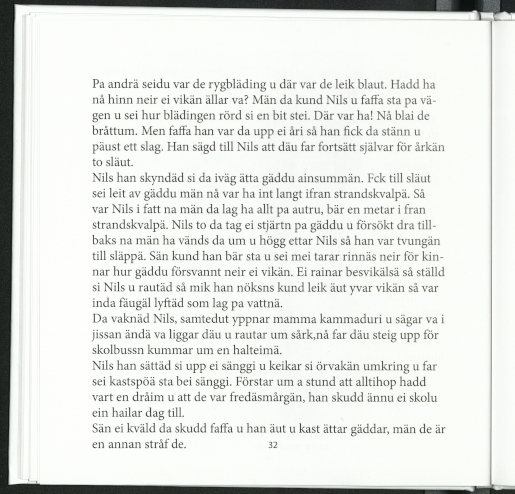 Pa andrä seidu var de rygbläding u där var de leik blaut. Hadd ha
nå hinn neir ei vikän ällar va? Män da kund Nils u faffa sta pa vä-
gen u sei hur blädingen rörd si en bit stei. Där var ha! Nå blai de
bråttum. Men faffa han var da upp ei åri så han fick da stänn u
päust ett slag. Han sägd till Nils att däu far fortsätt självar för årkän
to släut.
Nils han skyndäd si da iväg ätta gäddu ainsummän. Fck till släut
sei leit av gäddu män nå var ha int langt ifran strandskvalpä. Så
var Nils i fatt na män da lag ha allt pa autru, bär en metar i fran
strandskvalpä. Nils to da tag ei stjärtn pa gäddu u försökt dra till-
baks na män ha vänds da um u högg ettar Nils så han var tvungän
till släppä. Sän kund han bär sta u sei mei tarar rinnäs neir för kin-
nar hur gäddu försvannt neir ei vikän. Ei rainar besvikälsä så ställd
si Nils u rautäd så mik han nöksns kund leik äut yvar vikän så var
inda fäugäl lyftäd som lag pa vattnä.
Da vaknäd Nils, samtedut yppnar mamma kammaduri u sägar va i
jissan ändä va liggar däu u rautar um sårk,nå far däu steig upp för
skolbussn kummar um en halteimä.
Nils han sättäd si upp ei sänggi u keikar si örvakän umkring u far
sei kastspöä sta bei sänggi. Förstar um a stund att alltihop hadd
vart en dråim u att de var fredäsmårgän, han skudd ännu ei skolu
ein hailar dag till.
Sän ei kväld da skudd faffa u han äut u kast ättar gäddar, män de är
en annan stråf de.
32